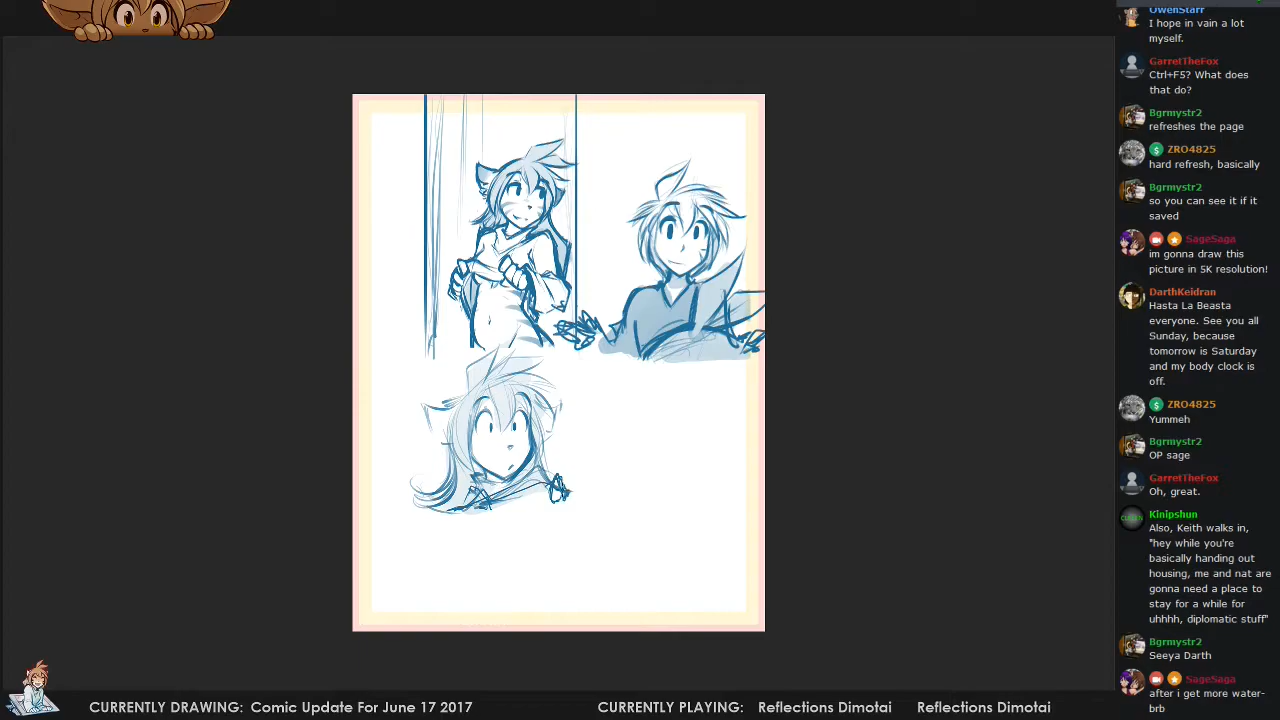 OwenStarr
I hope in vain a lot
myself.
GarretTheFox
Ctrl+F5? What does
that do?
Bgrmystr2
refreshes the page
ZRO4825
hard refresh, basically
Bgrmystr2
so you can see it if it
saved
SageSaga
im gonna draw this
picture in 5K resolution!
DarthKeidran
Hasta La Beasta
everyone. See you all
Sunday, because
tomorrow is Saturday
and my body clock is
off.
ZRO4825
Yummeh
Bgrmystr2
OP sage
GarretTheFox
Oh, great.
Kinipshun
Also, Keith walks in,
"hey while you're
basically handing out
housing, me and nat are
gonna need a place to
stay for a while for
uhhhh, diplomatic stuff"
Bgrmystr2
Seeya Darth
SageSaga
after i get more water-
brb
CURRENTLY DRAWING: Comic Update For June 17 2017
CURRENTLY PLAYING: Reflections Dimotai Reflections Dimotai